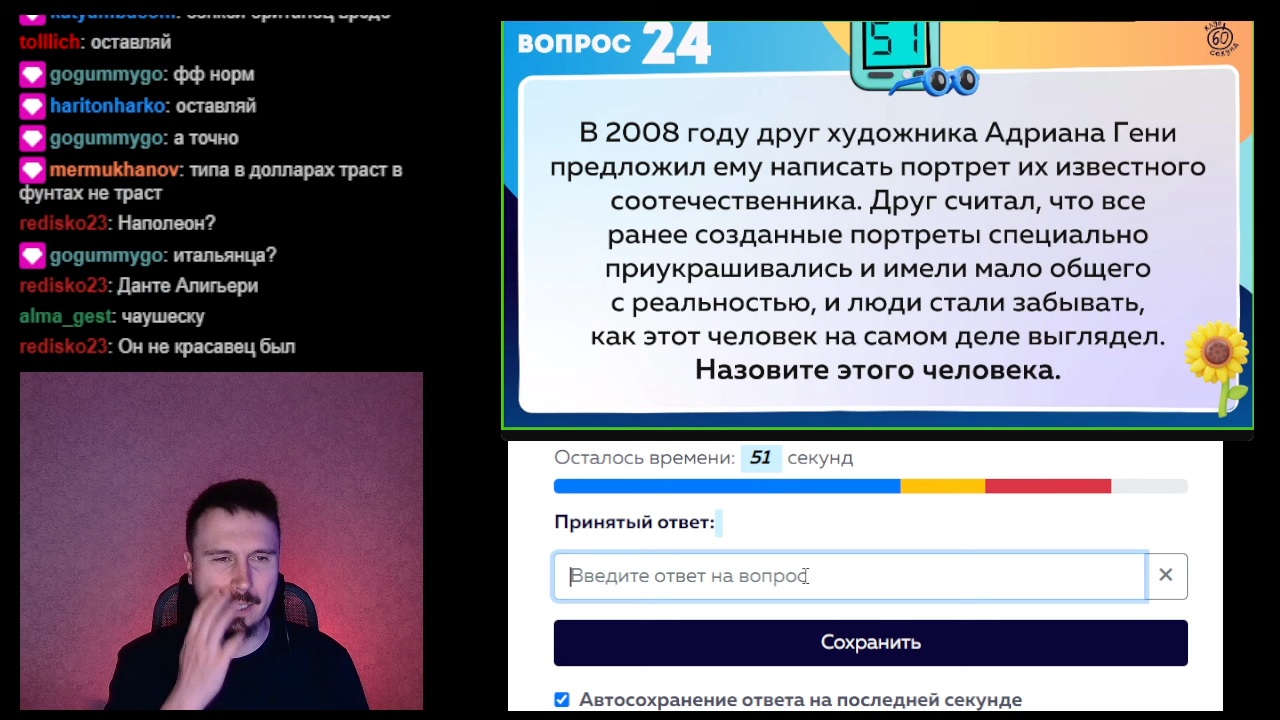 tolllich: оставляй
gogummygo: фф норм
haritonharko: оставляй
gogummygo: а точно
mermukhanov: типа в долларах траст в
фунтах не траст
redisko23: Наполеон?
gogummygo: итальянца?
redisko23: Данте Алигьери
alma_gest: чаушеску
redisko23: Он не красавец был
ВОПРОС 24
51
КЛУБ
60
СЕКУНД
В 2008 году друг художника Адриана Гени
предложил ему написать портрет их известного
соотечественника. Друг считал, что все
ранее созданные портреты специально
приукрашивались и имели мало общего
с реальностью, и люди стали забывать,
как этот человек на самом деле выглядел.
Назовите этого человека.
Осталось времени: 51 секунд
Принятый ответ:
Введите ответ на вопрос
Сохранить
Автосохранение ответа на последней секунде